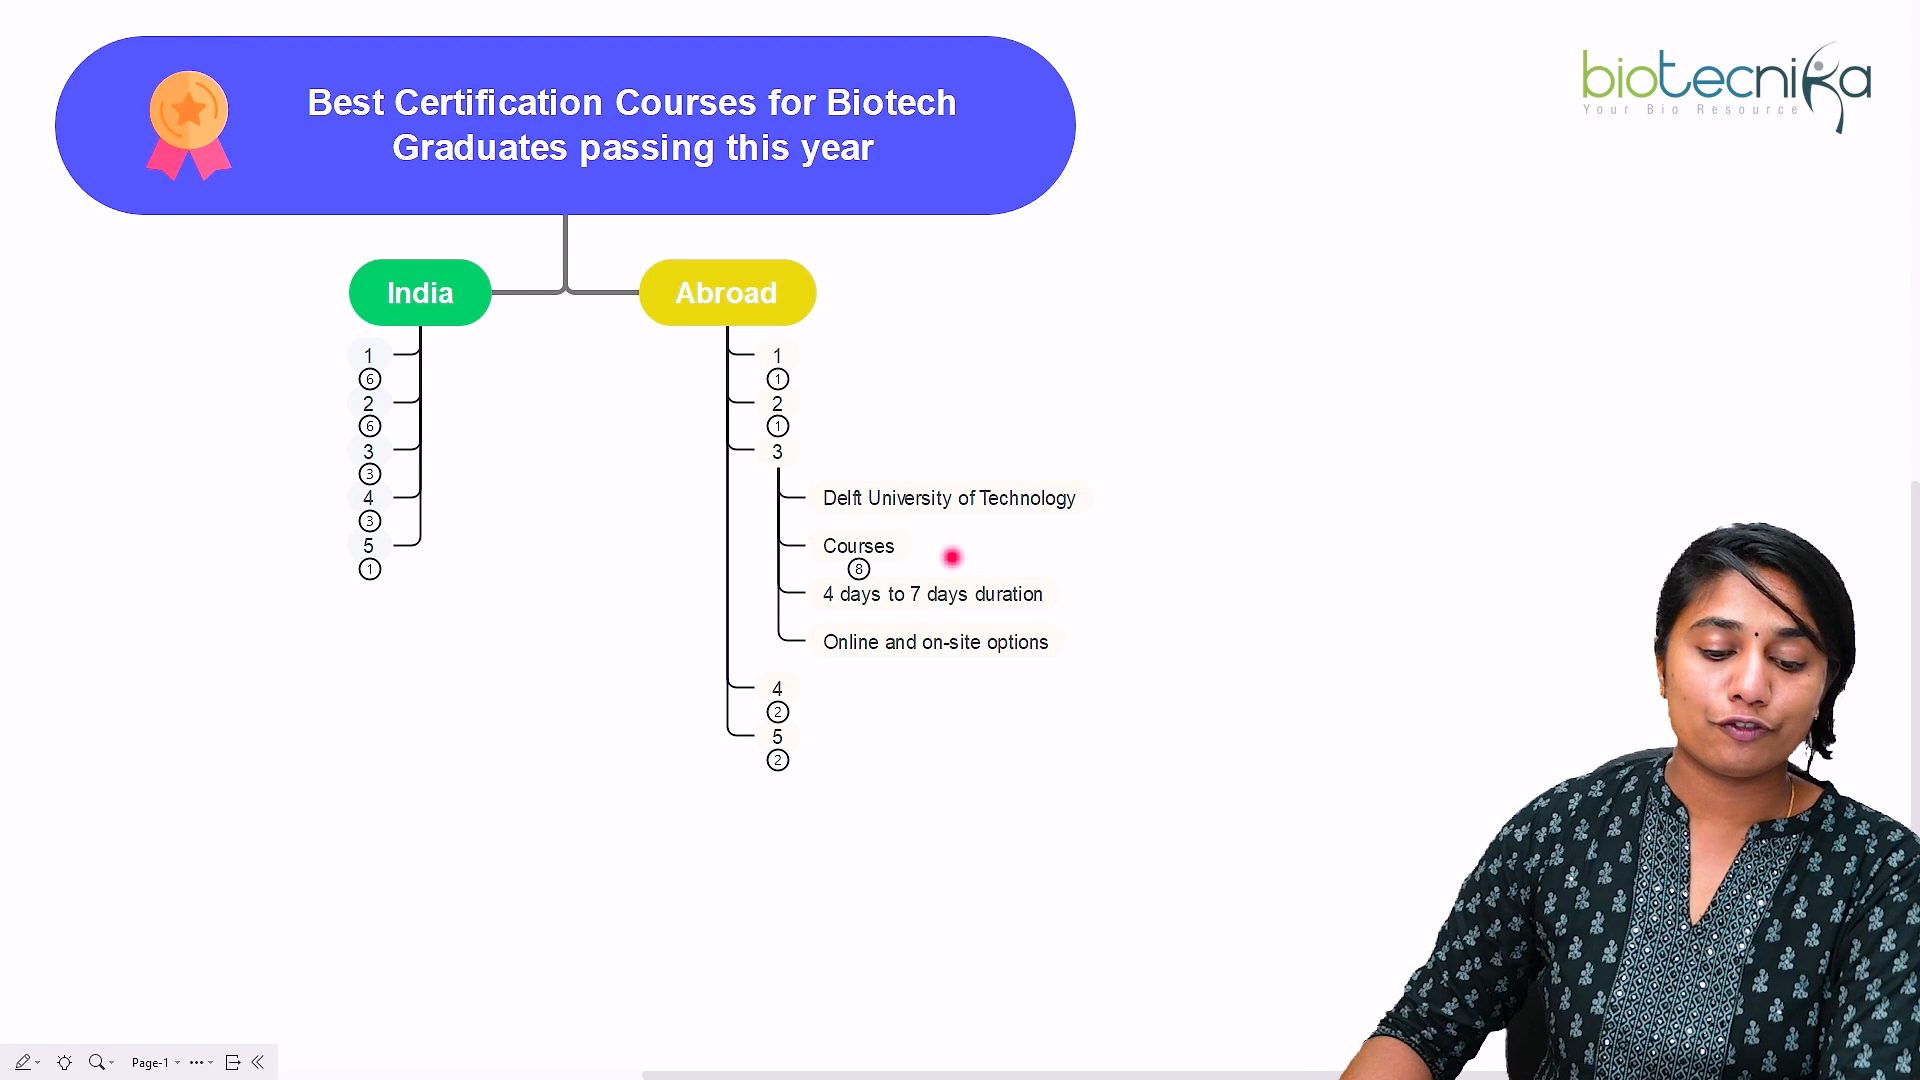 Best Certification Courses for Biotech
Graduates passing this year
biotecnika
Your Bio Resource
India
Abroad
1
6
2
6
3
3
4
3
5
1
1
1
2
1
3
Delft University of Technology
Courses
8
4 days to 7 days duration
Online and on-site options
4
2
5
2
Page-1